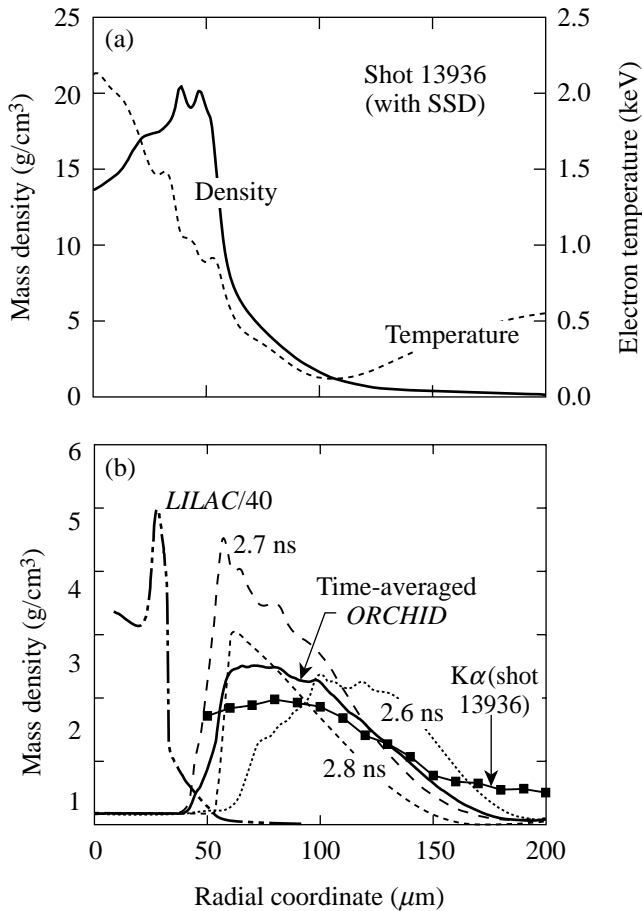 (a)
Shot 13936
(with SSD)
Density
Temperature
Mass density (g/cm³)
25
20
15
10
5
0
Electron temperature (keV)
2.5
2.0
1.5
1.0
0.5
0.0
(b)
LILAC/40
2.7 ns
Time-averaged
ORCHID
Kα(shot
13936)
2.6 ns
2.8 ns
Mass density (g/cm³)
6
5
4
3
2
1
0
50
100
150
200
Radial coordinate (μm)